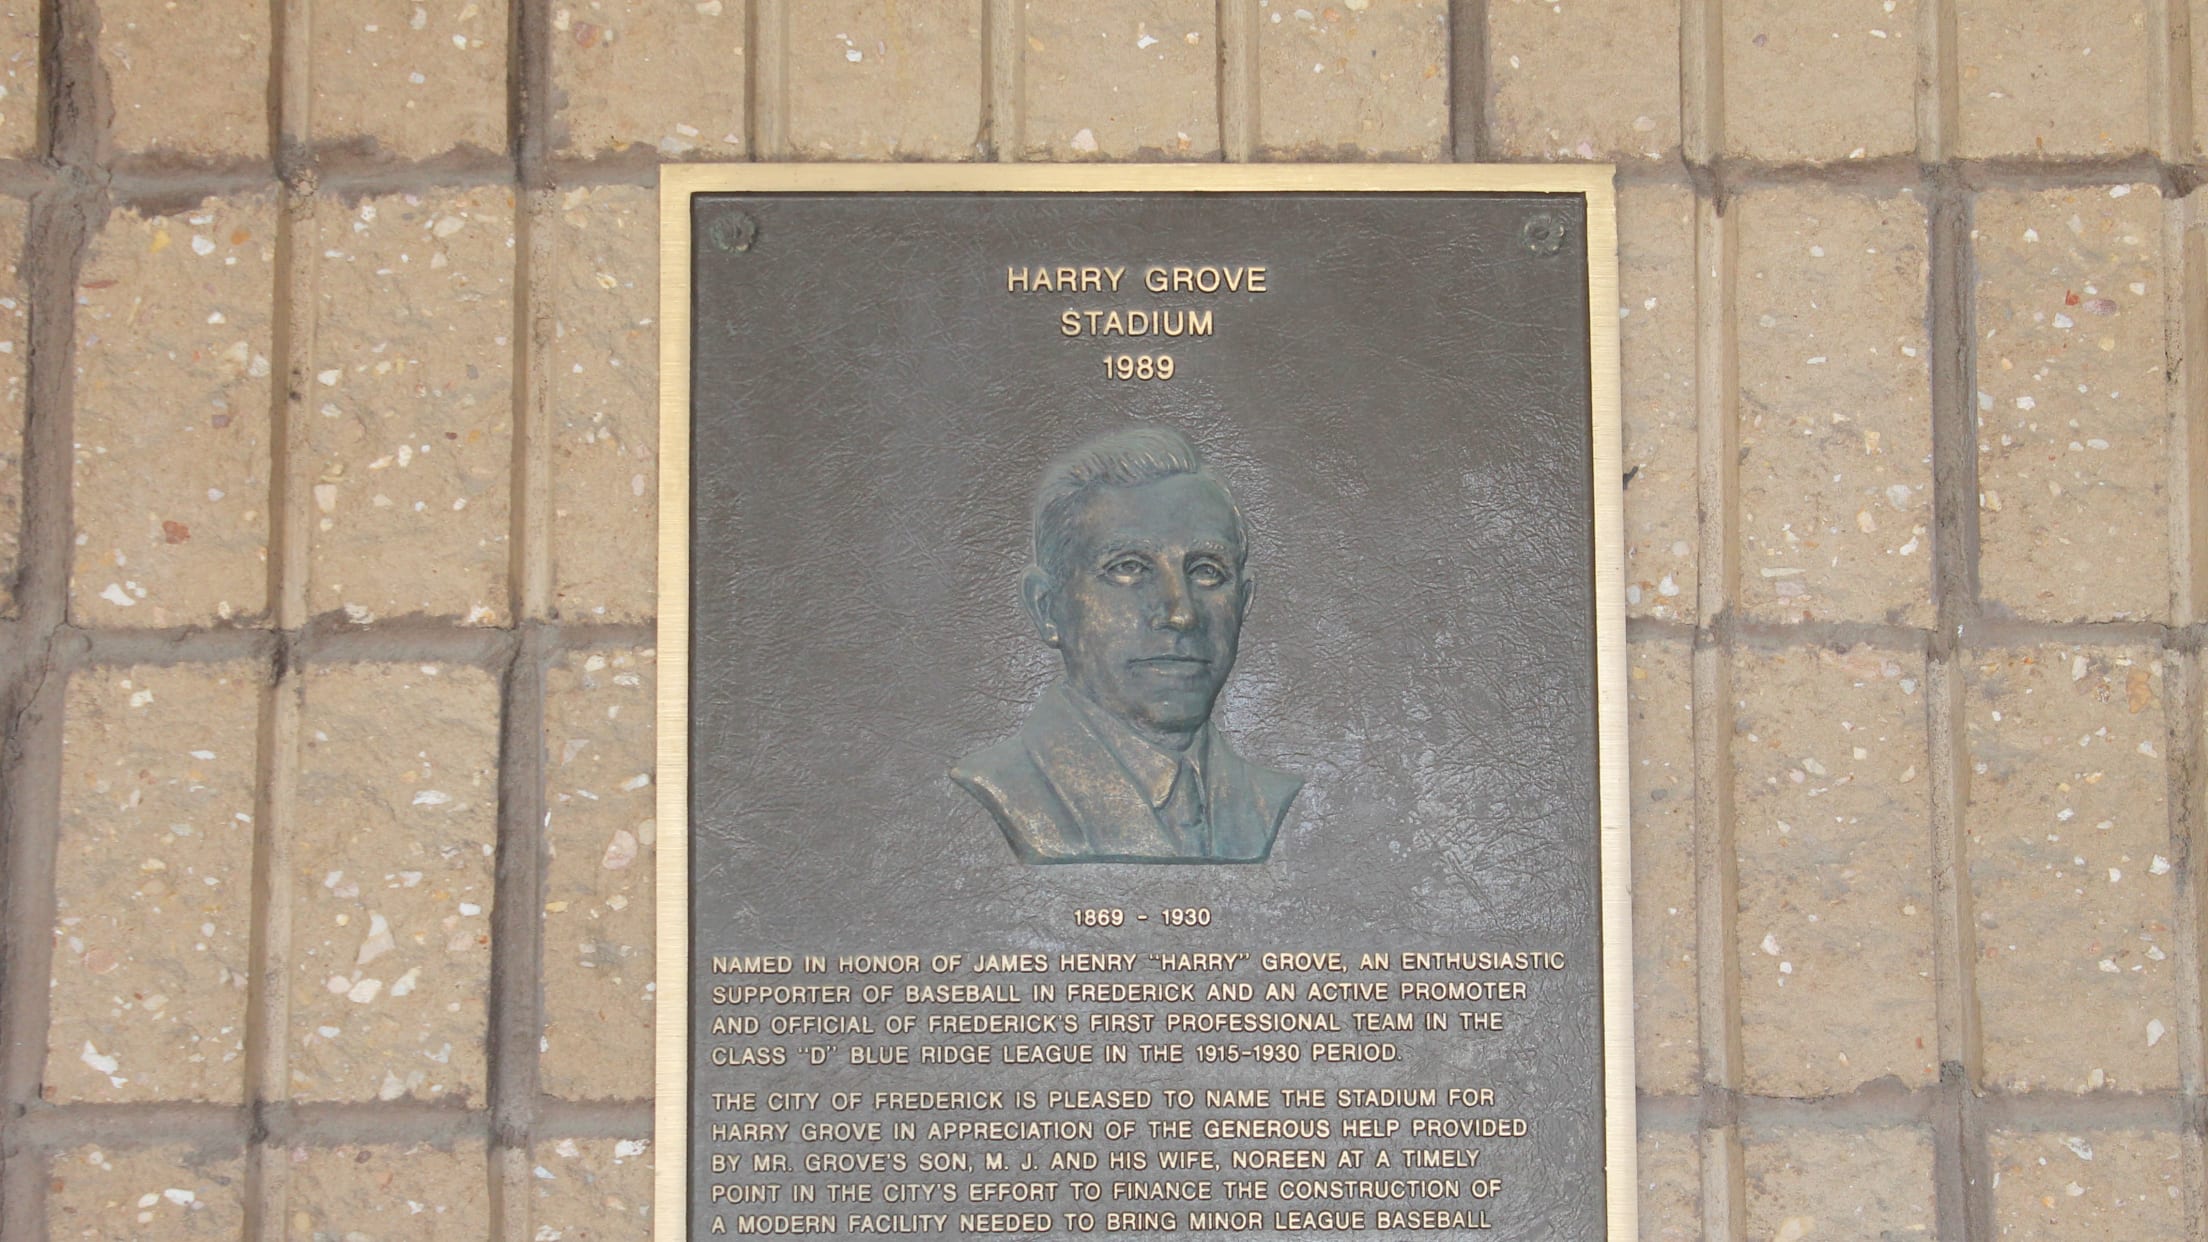 HARRY GROVE
STADIUM
1989
1869 - 1930
NAMED IN HONOR OF JAMES HENRY "HARRY" GROVE, AN ENTHUSIASTIC
SUPPORTER OF BASEBALL IN FREDERICK AND AN ACTIVE PROMOTER
AND OFFICIAL OF FREDERICK'S FIRST PROFESSIONAL TEAM IN THE
CLASS "D" BLUE RIDGE LEAGUE IN THE 1915-1930 PERIOD.
THE CITY OF FREDERICK IS PLEASED TO NAME THE STADIUM FOR
HARRY GROVE IN APPRECIATION OF THE GENEROUS HELP PROVIDED
BY MR. GROVE'S SON, M. J. AND HIS WIFE, NOREEN AT A TIMELY
POINT IN THE CITY'S EFFORT TO FINANCE THE CONSTRUCTION OF
A MODERN FACILITY NEEDED TO BRING MINOR LEAGUE BASEBALL